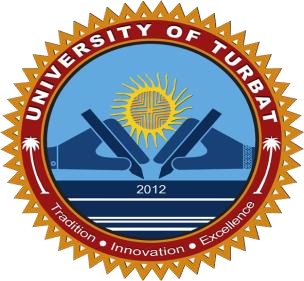 UNIVERSITY OF TURBAT
2012
Tradition • Innovation • Excellence